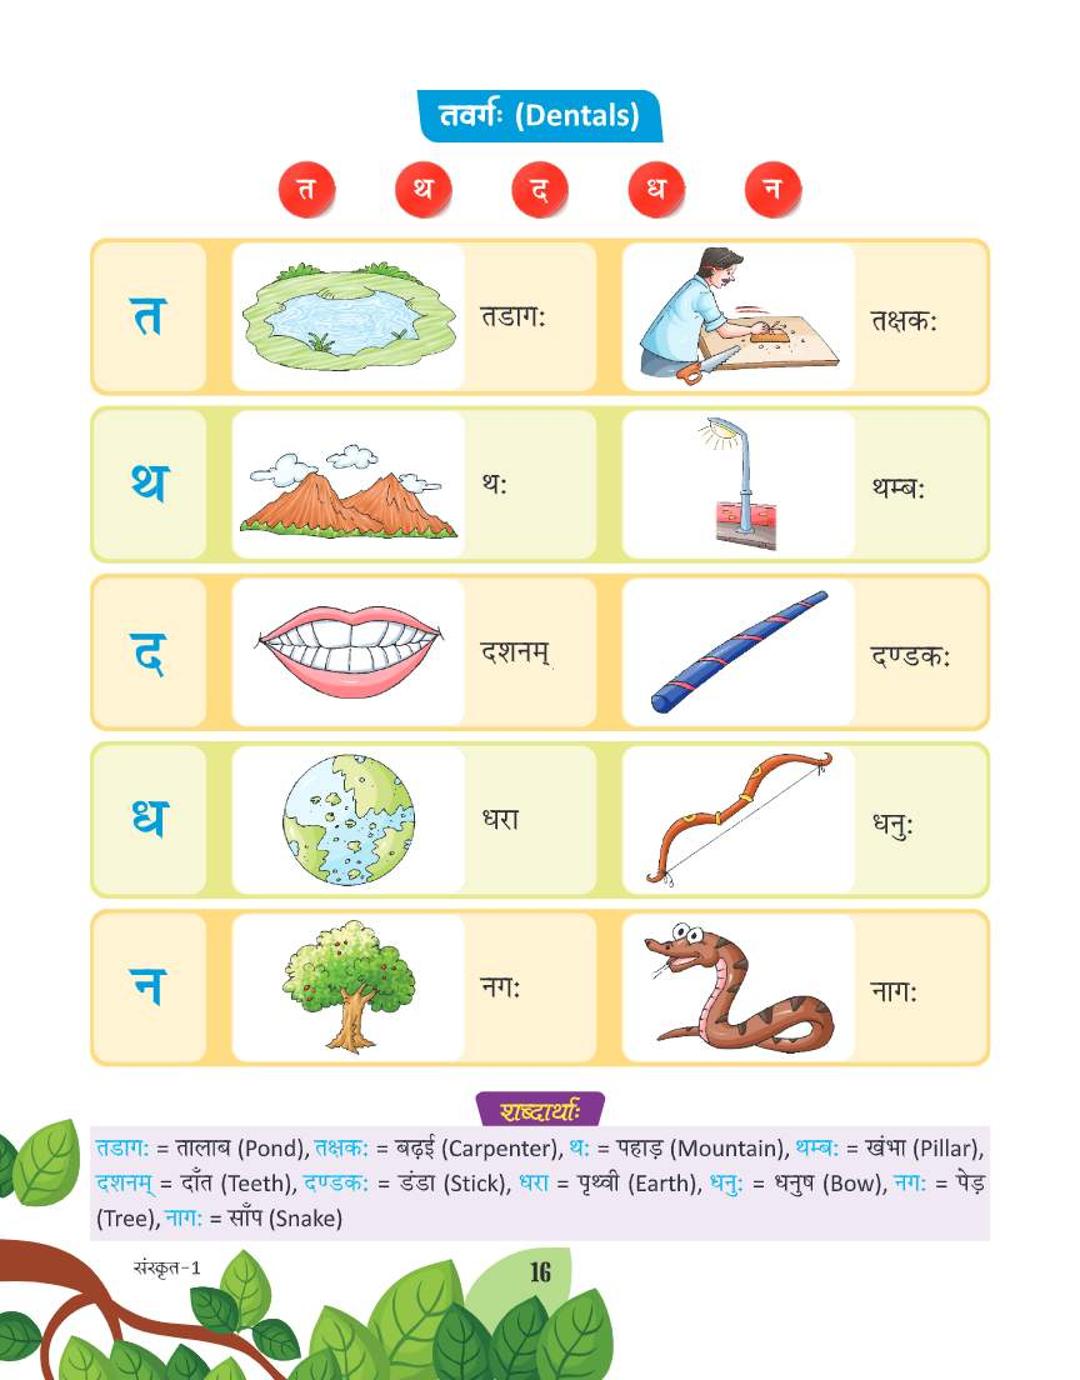 तवर्गः (Dentals)
त थ द ध न
त तडागः तक्षकः
थ थः थम्बः
द दशनम् दण्डकः
ध धरा धनुः
न नगः नागः
शब्दार्थाः
तडागः = तालाब (Pond), तक्षकः = बढ़ई (Carpenter), थः = पहाड़ (Mountain), थम्बः = खंभा (Pillar),
दशनम् = दाँत (Teeth), दण्डकः = डंडा (Stick), धरा = पृथ्वी (Earth), धनुः = धनुष (Bow), नगः = पेड़
(Tree), नागः = साँप (Snake)
संस्कृत-1
16